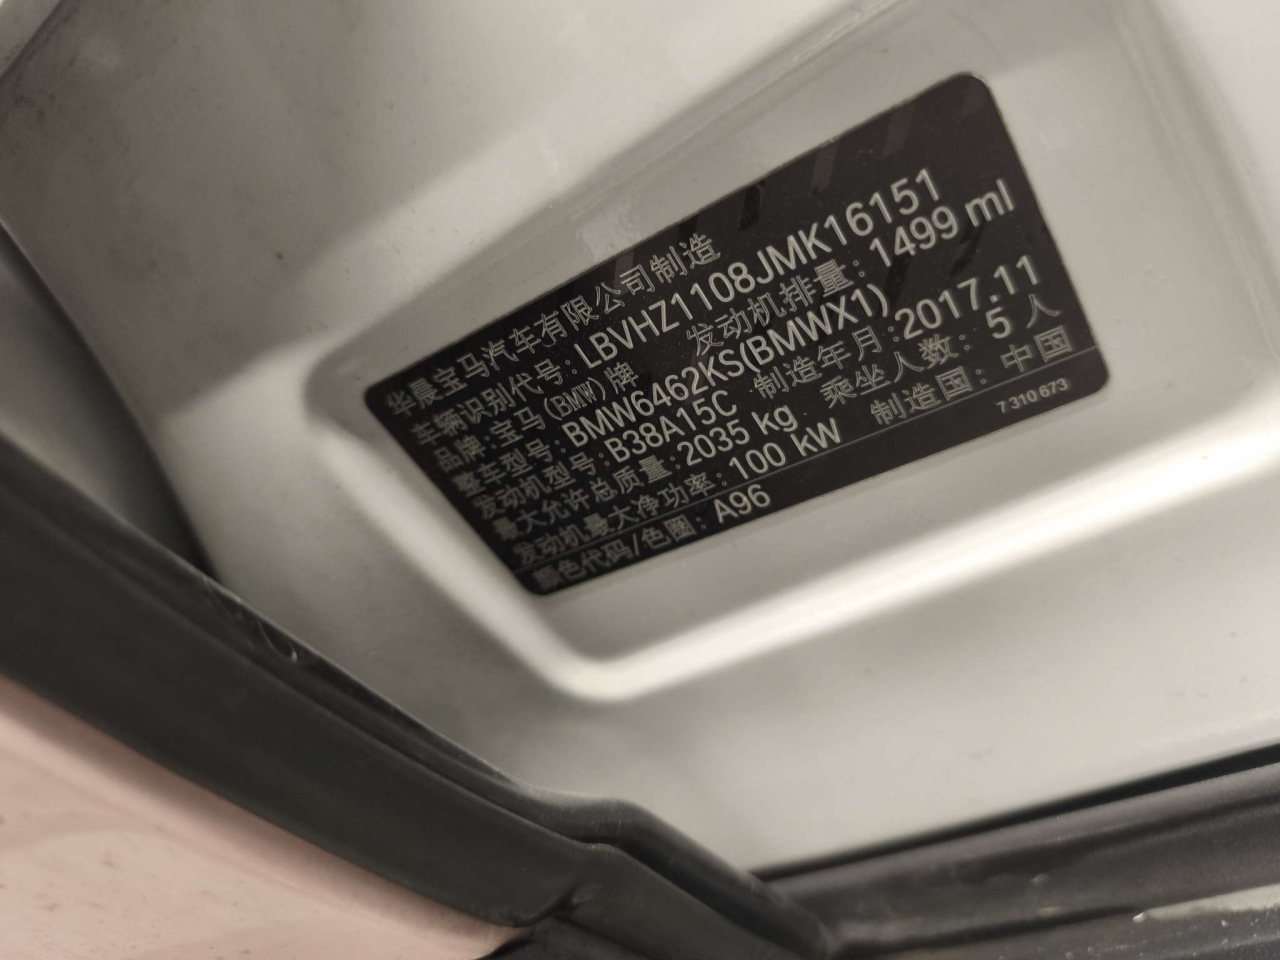 华晨宝马汽车有限公司制造
车辆识别代号: LBVHZ1108JMK16151
品牌: 宝马(BMW)牌 发动机排量: 1499 ml
整车型号: BMW6462KS(BMWX1)
发动机型号: B38A15C 制造年月: 2017.11
最大允许总质量: 2035 kg 乘坐人数: 5 人
发动机最大净功率: 100 kW 制造国: 中国
颜色代码/色圈: A96 7 310 673